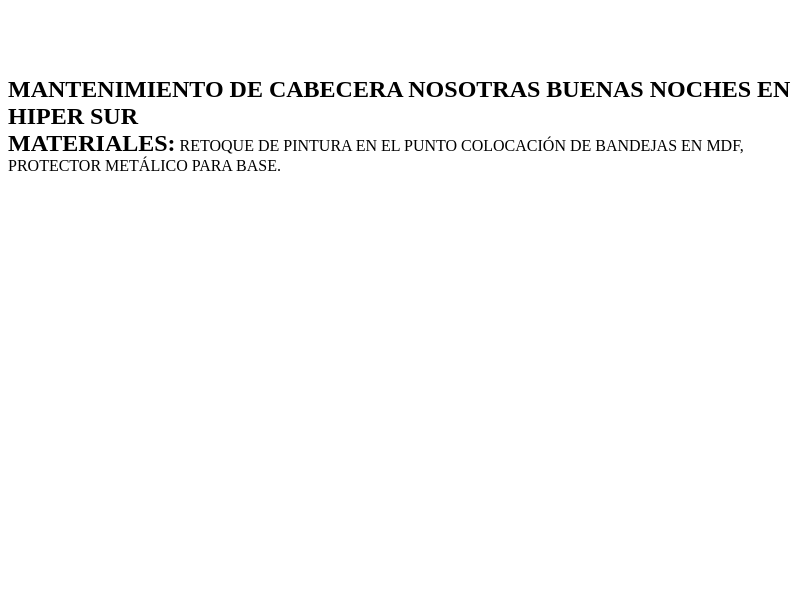 MANTENIMIENTO DE CABECERA NOSOTRAS BUENAS NOCHES EN
HIPER SUR
MATERIALES: RETOQUE DE PINTURA EN EL PUNTO COLOCACIÓN DE BANDEJAS EN MDF,
PROTECTOR METÁLICO PARA BASE.